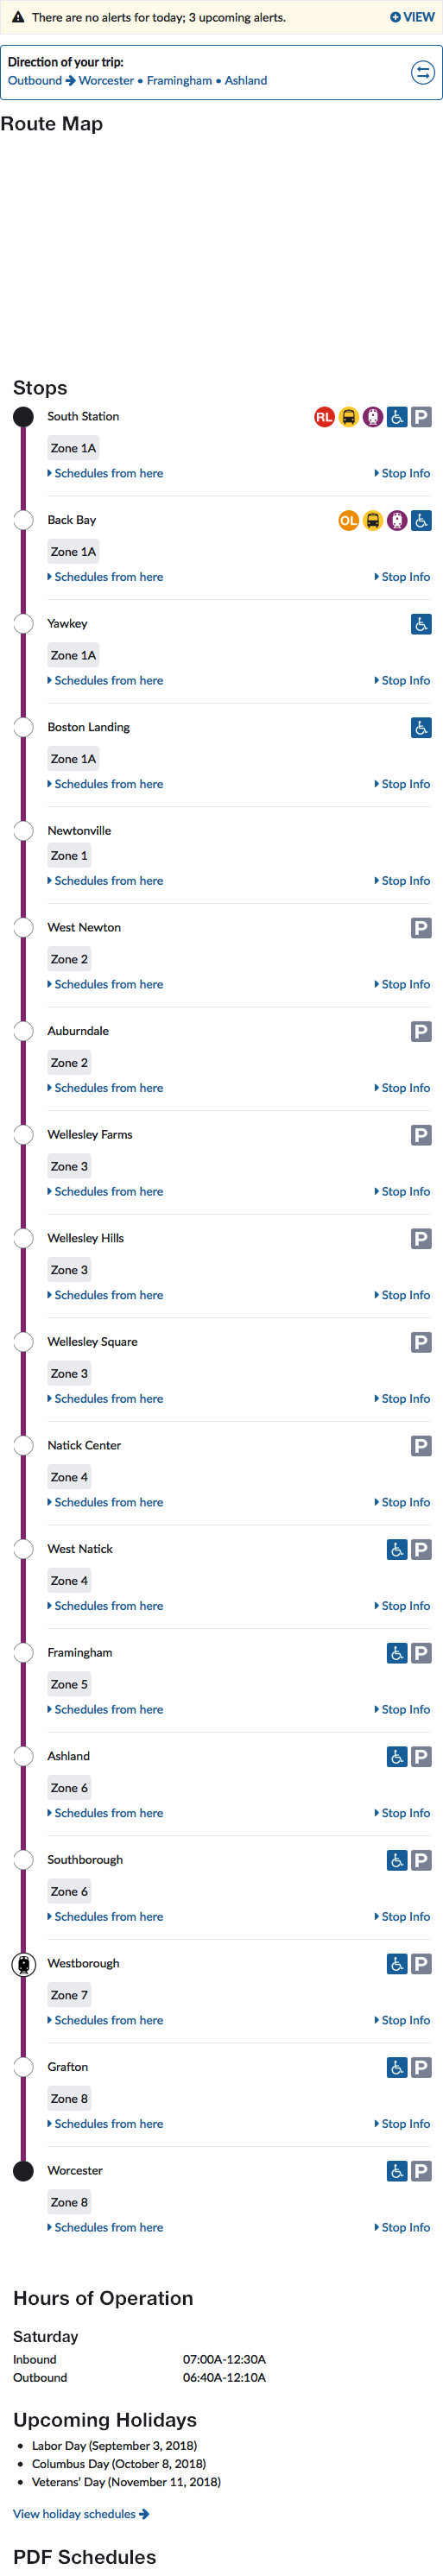 There are no alerts for today; 3 upcoming alerts. VIEW
Direction of your trip:
Outbound → Worcester • Framingham • Ashland
Route Map
Stops
South Station RL P
Zone 1A
Schedules from here Stop Info
Back Bay OL
Zone 1A
Schedules from here Stop Info
Yawkey
Zone 1A
Schedules from here Stop Info
Boston Landing
Zone 1A
Schedules from here Stop Info
Newtonville
Zone 1
Schedules from here Stop Info
West Newton P
Zone 2
Schedules from here Stop Info
Auburndale P
Zone 2
Schedules from here Stop Info
Wellesley Farms P
Zone 3
Schedules from here Stop Info
Wellesley Hills P
Zone 3
Schedules from here Stop Info
Wellesley Square P
Zone 3
Schedules from here Stop Info
Natick Center P
Zone 4
Schedules from here Stop Info
West Natick P
Zone 4
Schedules from here Stop Info
Framingham P
Zone 5
Schedules from here Stop Info
Ashland P
Zone 6
Schedules from here Stop Info
Southborough P
Zone 6
Schedules from here Stop Info
Westborough P
Zone 7
Schedules from here Stop Info
Grafton P
Zone 8
Schedules from here Stop Info
Worcester P
Zone 8
Schedules from here Stop Info
Hours of Operation
Saturday
Inbound 07:00A-12:30A
Outbound 06:40A-12:10A
Upcoming Holidays
• Labor Day (September 3, 2018)
• Columbus Day (October 8, 2018)
• Veterans’ Day (November 11, 2018)
View holiday schedules →
PDF Schedules